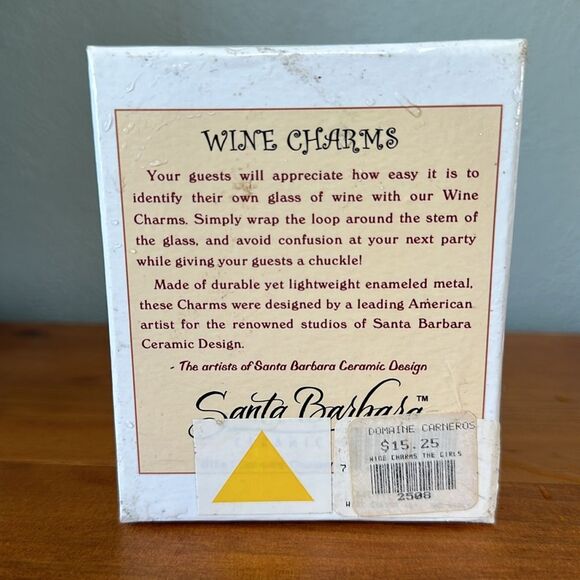 WINE CHARMS
Your guests will appreciate how easy it is to
identify their own glass of wine with our Wine
Charms. Simply wrap the loop around the stem of
the glass, and avoid confusion at your next party
while giving your guests a chuckle!
Made of durable yet lightweight enameled metal,
these Charms were designed by a leading American
artist for the renowned studios of Santa Barbara
Ceramic Design.
- The artists of Santa Barbara Ceramic Design
Santa Barbara™
7
DOMAINE CARNEROS
$15.25
WINE CHARMS THE GIRLS
2508